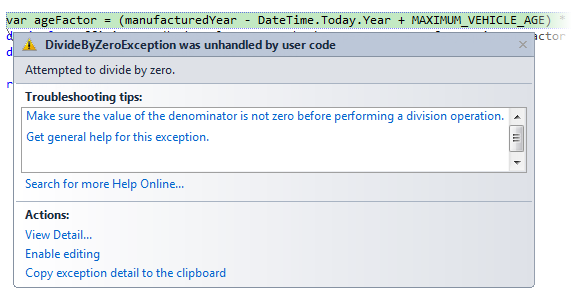 var ageFactor = (manufacturedYear - DateTime.Today.Year + MAXIMUM_VEHICLE_AGE) *
DivideByZeroException was unhandled by user code
Attempted to divide by zero.
Troubleshooting tips:
Make sure the value of the denominator is not zero before performing a division operation.
Get general help for this exception.
Search for more Help Online...
Actions:
View Detail...
Enable editing
Copy exception detail to the clipboard